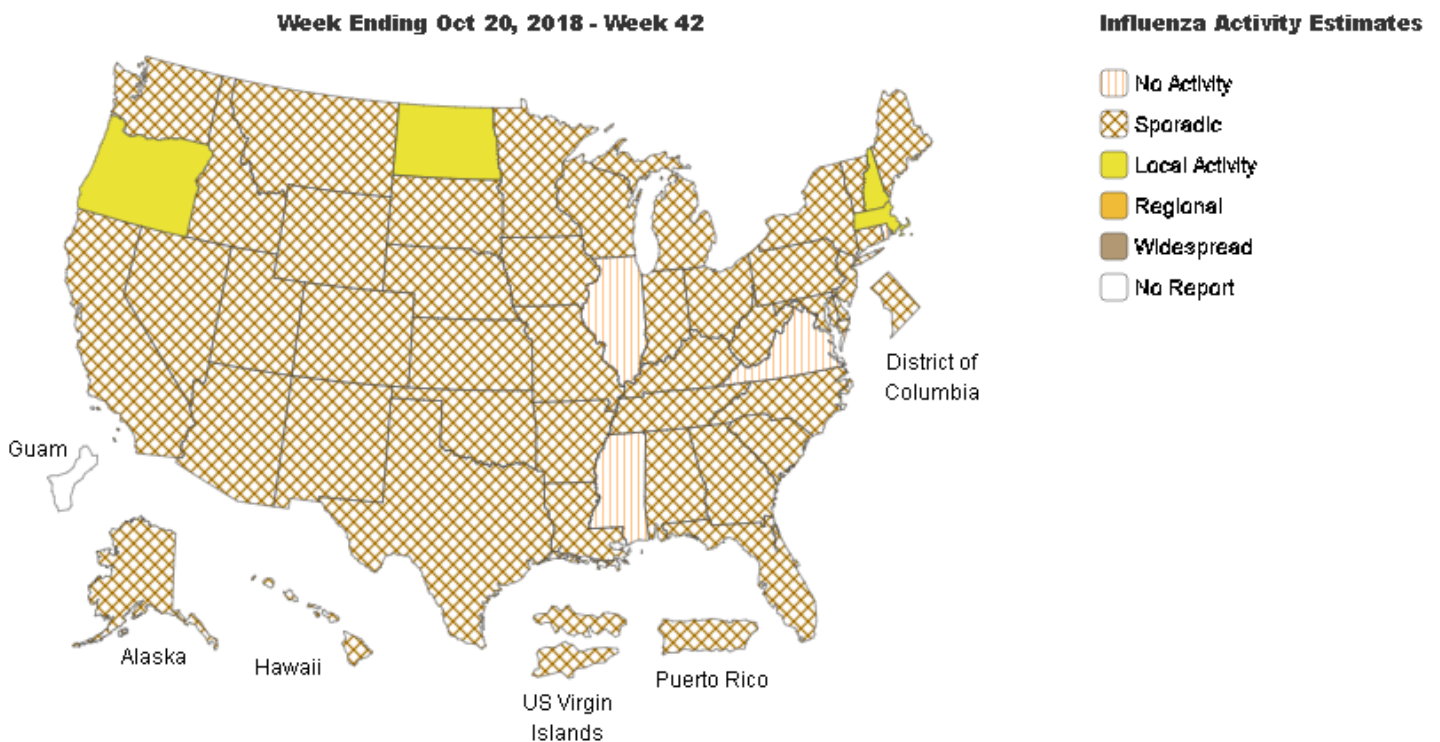 Week Ending Oct 20, 2018 - Week 42
Influenza Activity Estimates
No Activity
Sporadic
Local Activity
Regional
Widespread
No Report
District of
Columbia
Guam
Alaska
Hawaii
US Virgin
Islands
Puerto Rico